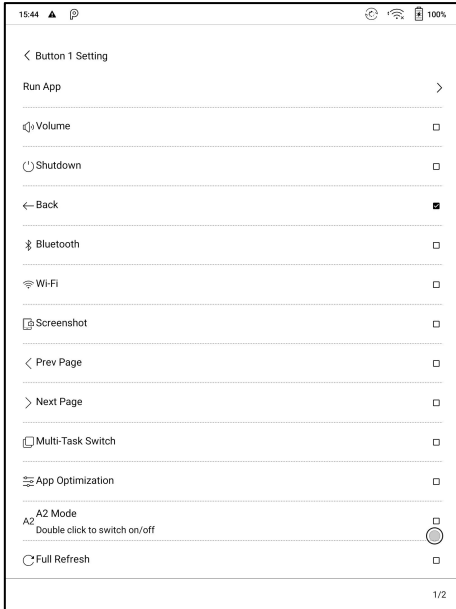 15:44 100%
Button 1 Setting
Run App
Volume
Shutdown
Back
Bluetooth
Wi-Fi
Screenshot
Prev Page
Next Page
Multi-Task Switch
App Optimization
A2 A2 Mode
Double click to switch on/off
Full Refresh
1/2